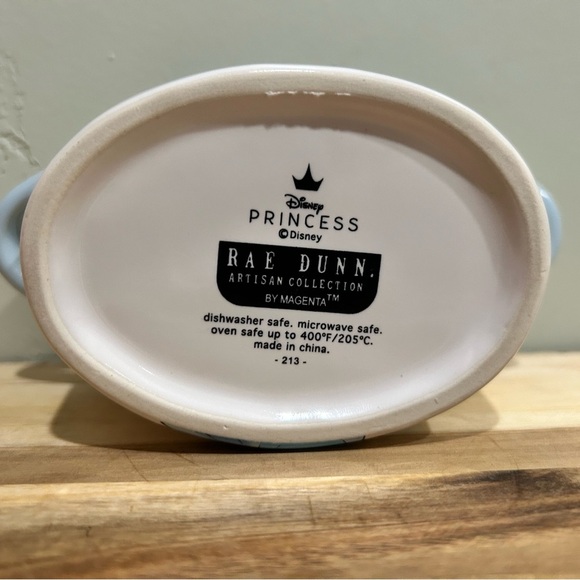 Disney
PRINCESS
©Disney
RAE DUNN.
ARTISAN COLLECTION
BY MAGENTA™
dishwasher safe. microwave safe.
oven safe up to 400°F/205°C.
made in china.
- 213 -